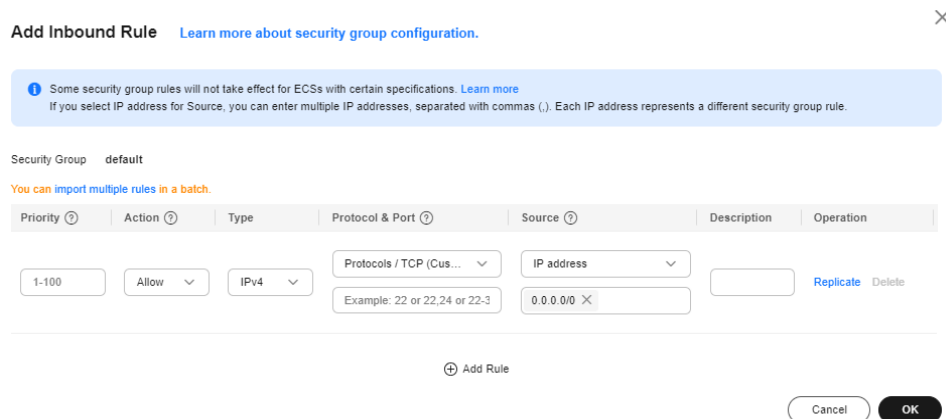 Add Inbound Rule Learn more about security group configuration.
Some security group rules will not take effect for ECSs with certain specifications. Learn more
If you select IP address for Source, you can enter multiple IP addresses, separated with commas (,). Each IP address represents a different security group rule.
Security Group default
You can import multiple rules in a batch.
Priority Action Type Protocol & Port Source Description Operation
Protocols / TCP (Cus... IP address
1-100 Allow IPv4 Replicate Delete
Example: 22 or 22,24 or 22-3 0.0.0.0/0
Add Rule
Cancel OK